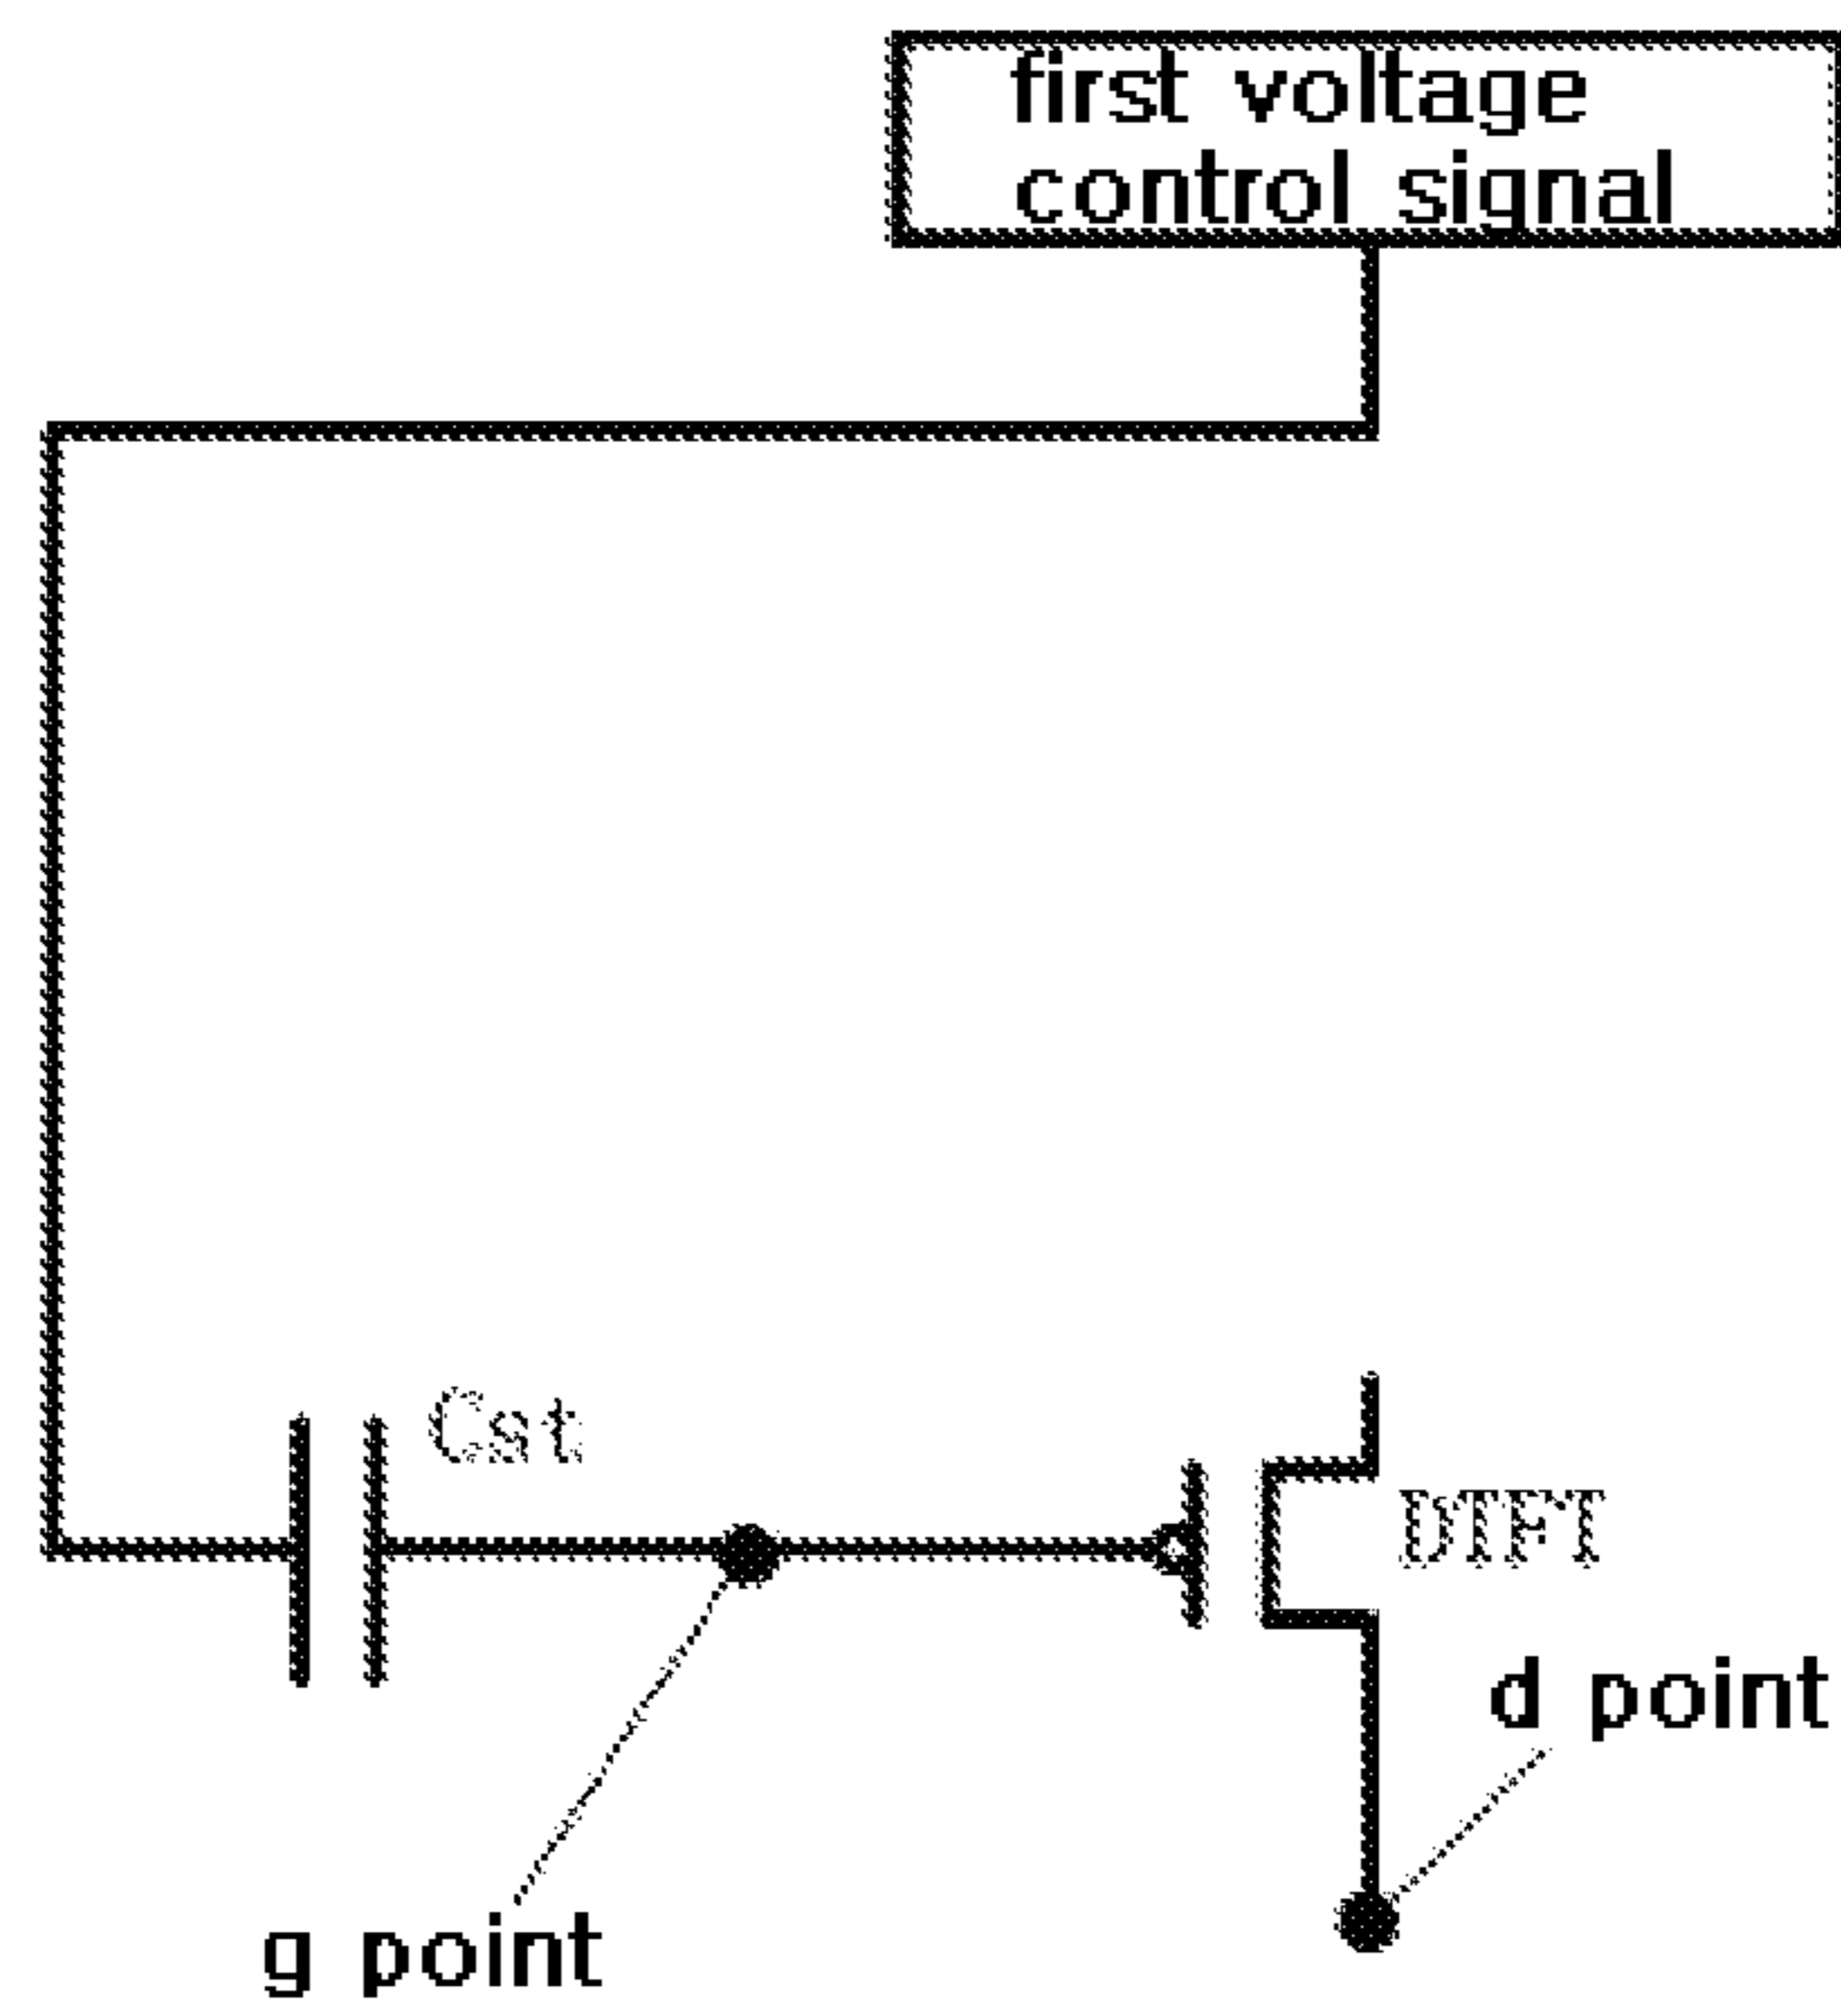 first voltage
control signal
Cst
DTFT
d point
g point